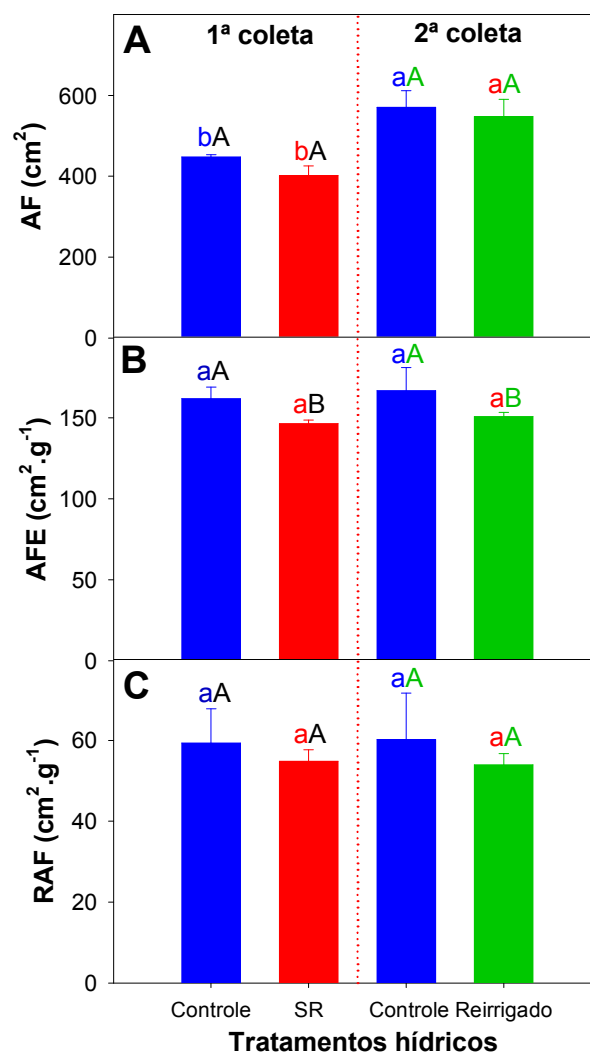 A 1ª coleta 2ª coleta
AF (cm²)
600
400
200
0
bA bA aA aA
B
AFE (cm².g⁻¹)
150
100
50
0
aA aB aA aB
C
RAF (cm².g⁻¹)
60
40
20
0
aA aA aA aA
Controle SR Controle Reirrigado
Tratamentos hídricos